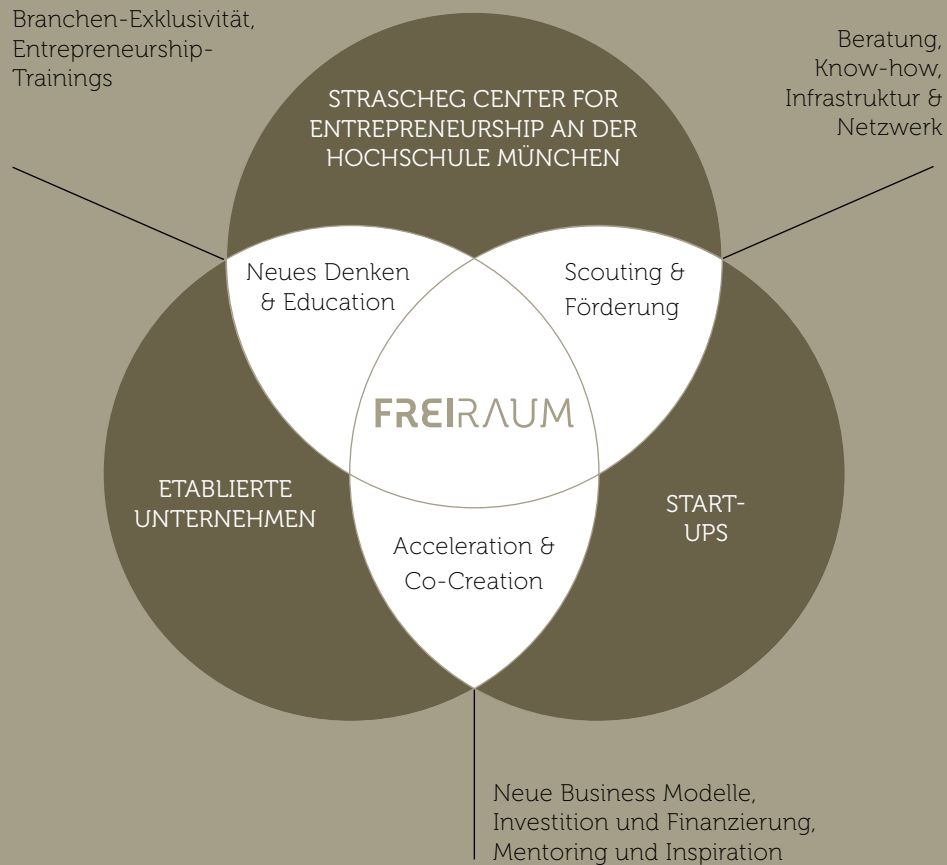 Branchen-Exklusivität,
Entrepreneurship-
Trainings
Beratung,
Know-how,
Infrastruktur &
Netzwerk
STRASCHEG CENTER FOR
ENTREPRENEURSHIP AN DER
HOCHSCHULE MÜNCHEN
Neues Denken
& Education
Scouting &
Förderung
FREIRAUM
ETABLIERTE
UNTERNEHMEN
START-
UPS
Acceleration &
Co-Creation
Neue Business Modelle,
Investition und Finanzierung,
Mentoring und Inspiration